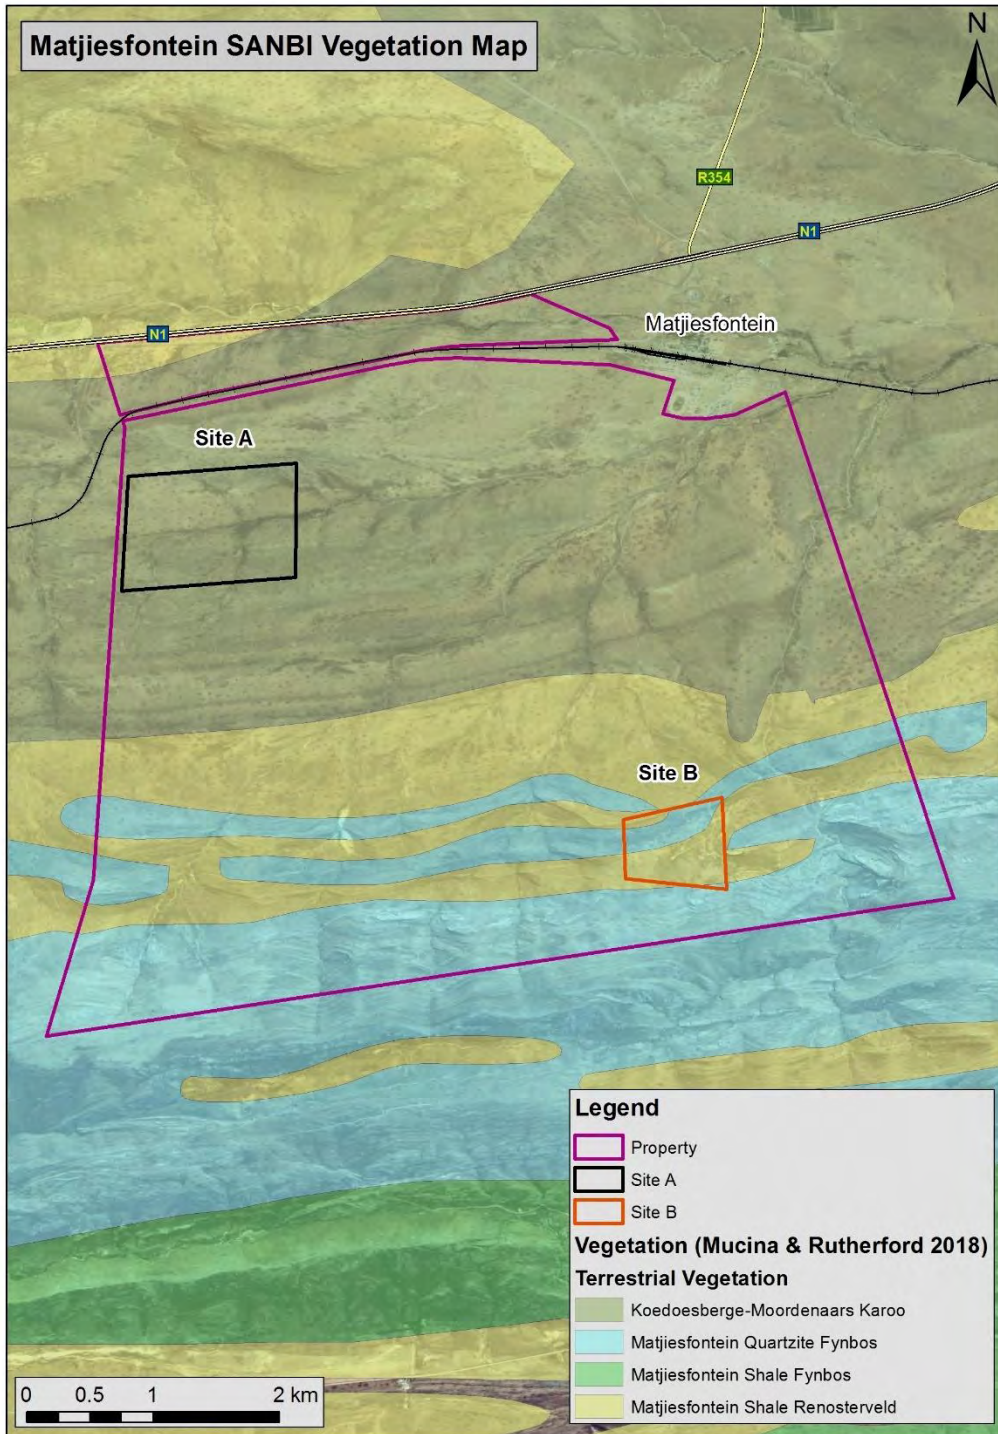 Matjiesfontein SANBI Vegetation Map
N
R354
N1
N1
Matjiesfontein
Site A
Site B
Legend
Property
Site A
Site B
Vegetation (Mucina & Rutherford 2018)
Terrestrial Vegetation
Koedoesberge-Moordenaars Karoo
Matjiesfontein Quartzite Fynbos
Matjiesfontein Shale Fynbos
Matjiesfontein Shale Renosterveld
0 0.5 1 2 km